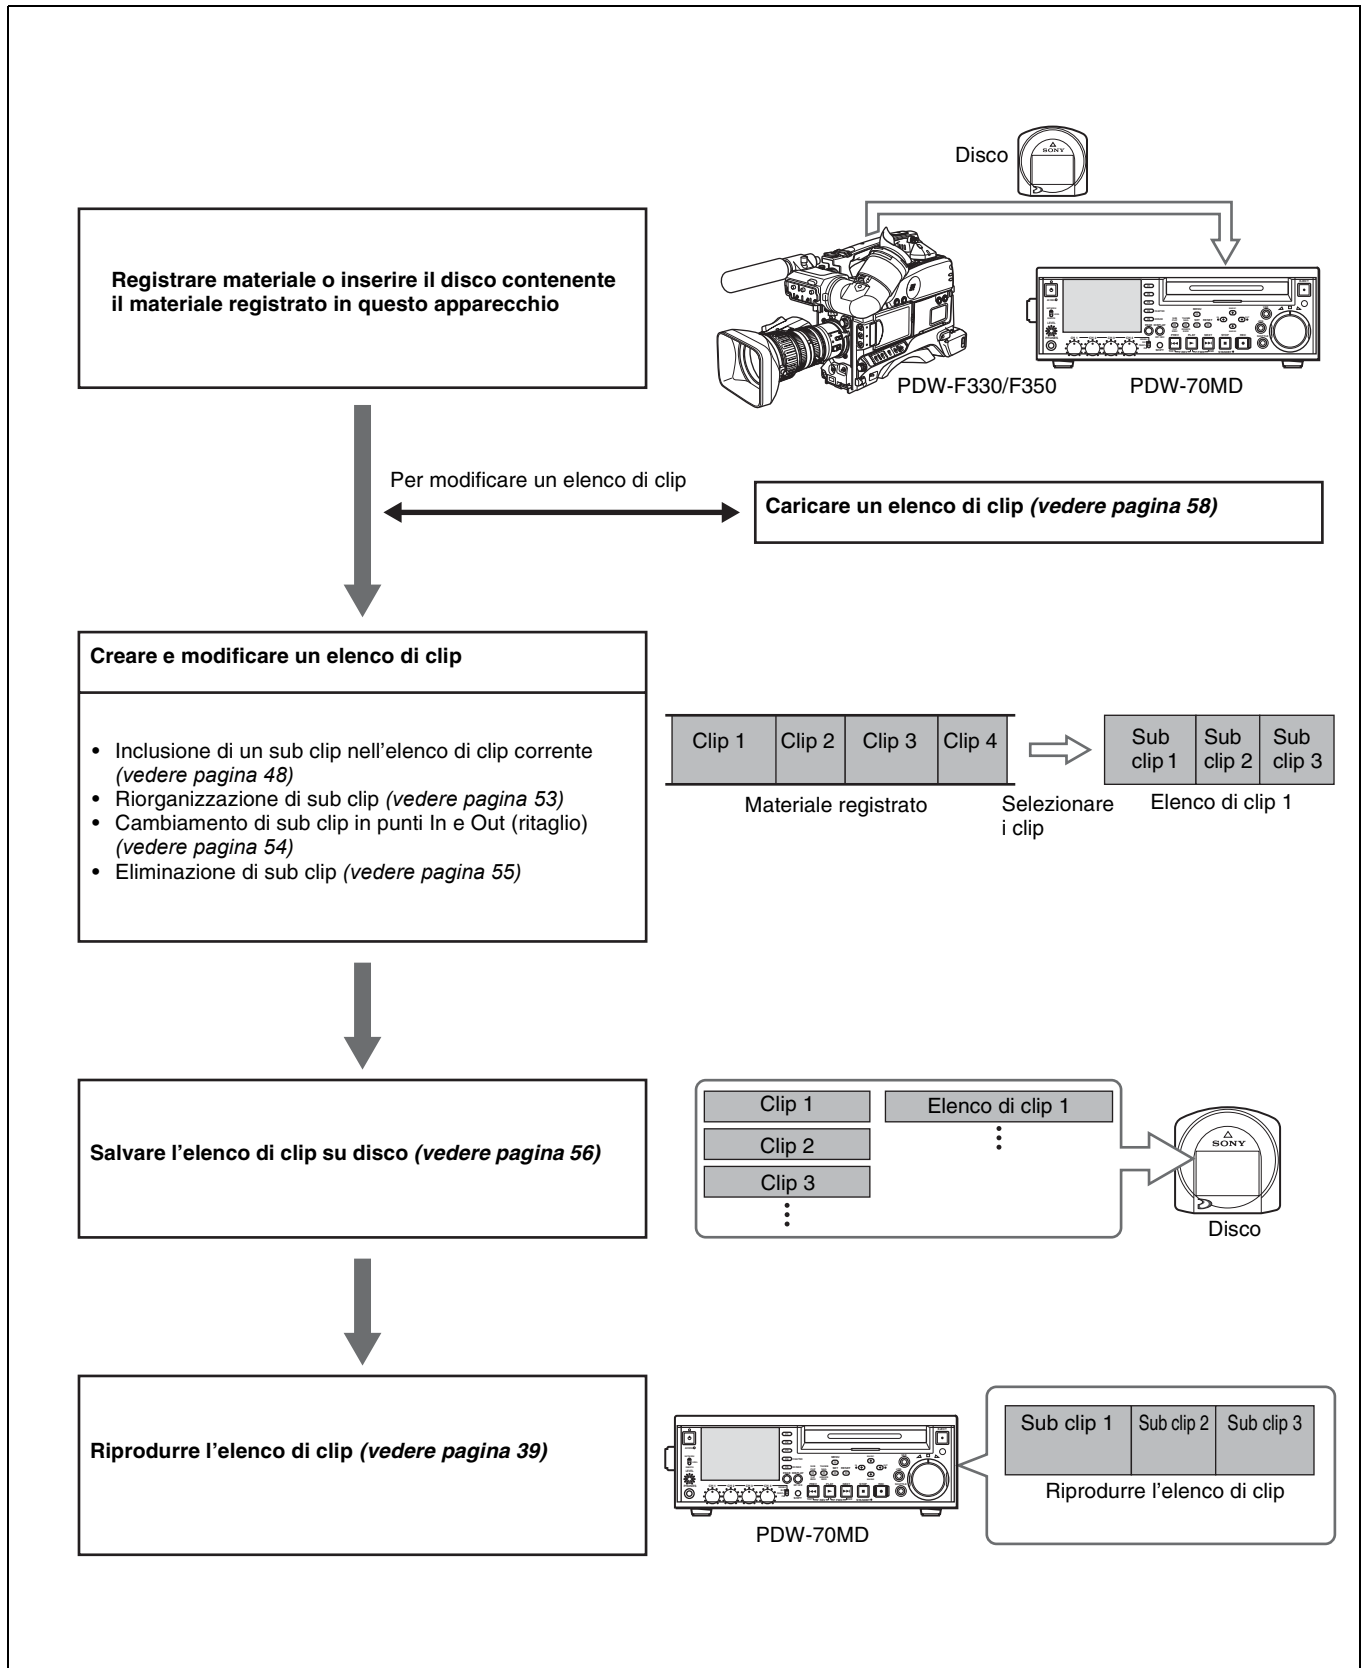 Disco
SONY
Registrare materiale o inserire il disco contenente
il materiale registrato in questo apparecchio
PDW-F330/F350
PDW-70MD
Per modificare un elenco di clip
Caricare un elenco di clip (vedere pagina 58)
Creare e modificare un elenco di clip
• Inclusione di un sub clip nell'elenco di clip corrente
(vedere pagina 48)
• Riorganizzazione di sub clip (vedere pagina 53)
• Cambiamento di sub clip in punti In e Out (ritaglio)
(vedere pagina 54)
• Eliminazione di sub clip (vedere pagina 55)
Clip 1
Clip 2
Clip 3
Clip 4
Sub
clip 1
Sub
clip 2
Sub
clip 3
Materiale registrato
Selezionare
i clip
Elenco di clip 1
Salvare l'elenco di clip su disco (vedere pagina 56)
Clip 1
Clip 2
Clip 3
Elenco di clip 1
SONY
Disco
Riprodurre l'elenco di clip (vedere pagina 39)
PDW-70MD
Sub clip 1
Sub clip 2
Sub clip 3
Riprodurre l'elenco di clip